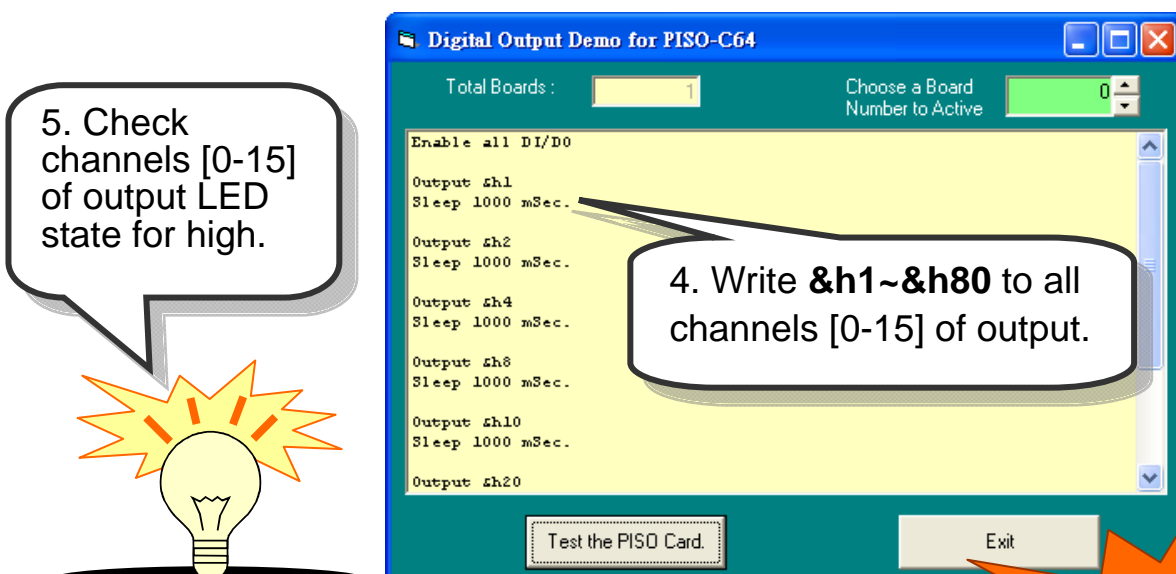 Digital Output Demo for PISO-C64
Total Boards :
1
Choose a Board
Number to Active
0
5. Check
channels [0-15]
of output LED
state for high.
Enable all DI/DO
Output &h1
Sleep 1000 mSec.
Output &h2
Sleep 1000 mSec.
Output &h4
Sleep 1000 mSec.
Output &h8
Sleep 1000 mSec.
Output &h10
Sleep 1000 mSec.
Output &h20
4. Write &h1~&h80 to all
channels [0-15] of output.
Test the PISO Card.
Exit